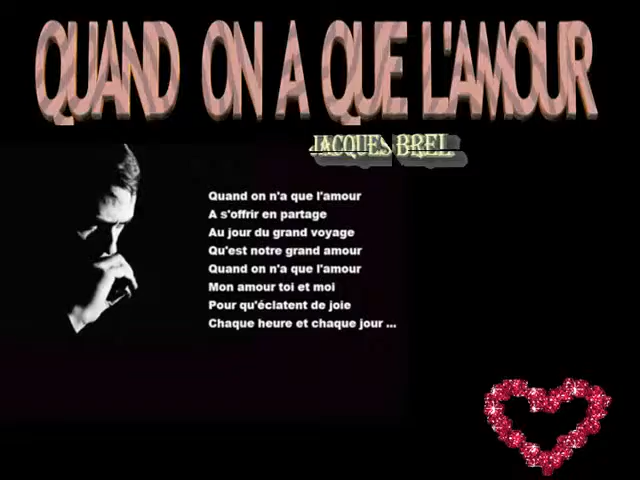 QUAND ON A QUE L'AMOUR
JACQUES BREL
Quand on n'a que l'amour
A s'offrir en partage
Au jour du grand voyage
Qu'est notre grand amour
Quand on n'a que l'amour
Mon amour toi et moi
Pour qu'éclatent de joie
Chaque heure et chaque jour ...